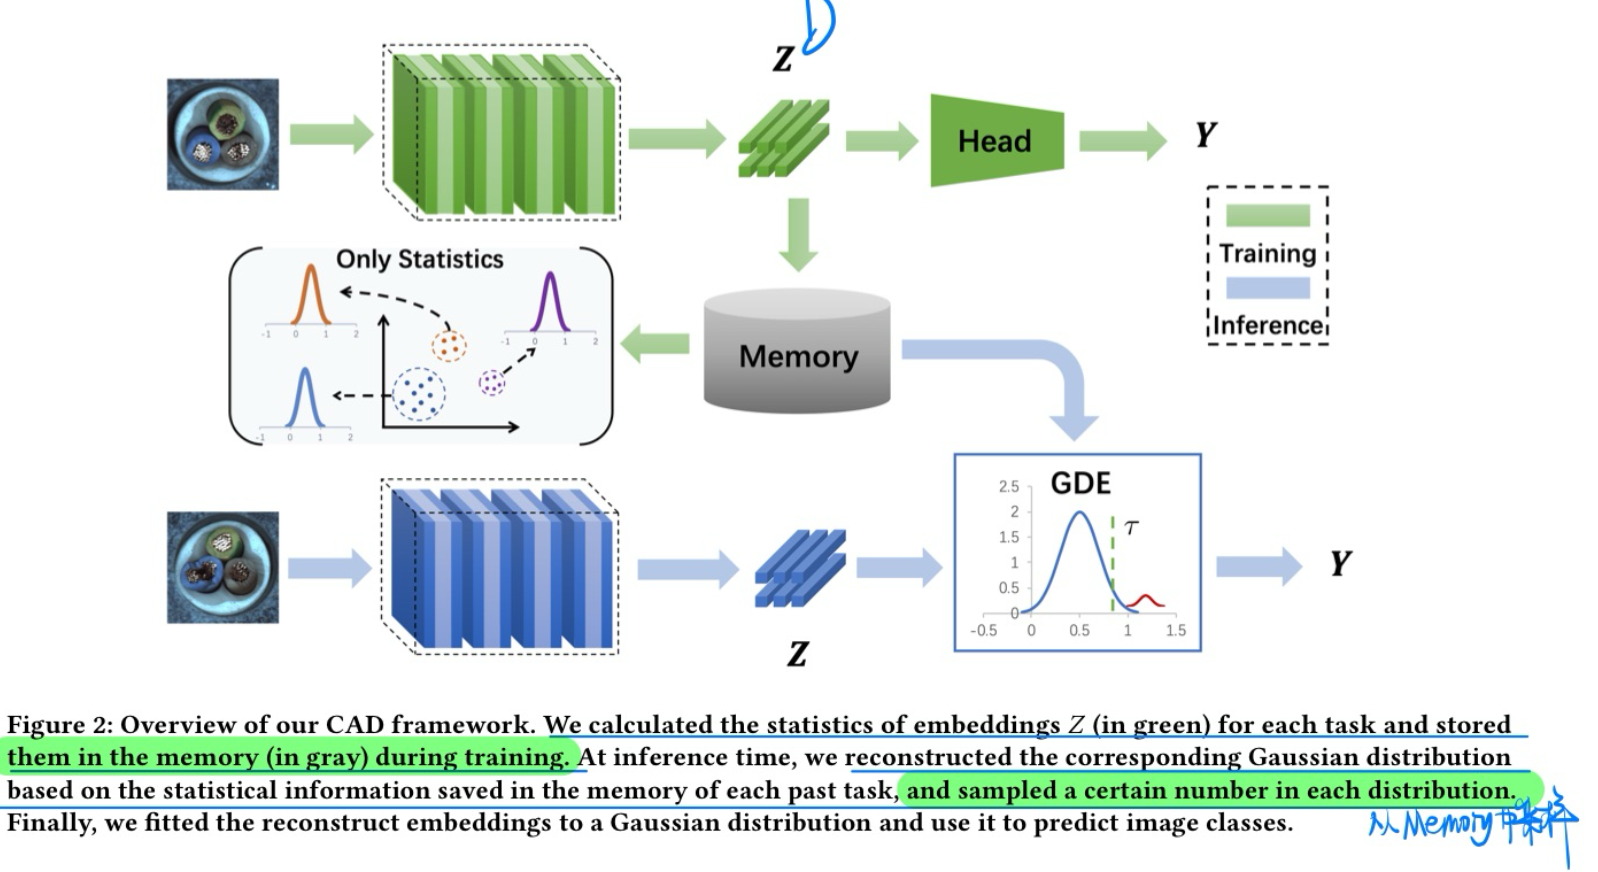 Z D
Head
Y
Only Statistics
-1 0 1 2
-1 0 1 2
-1 0 1 2
Memory
Training
Inference
GDE
τ
2.5
2
1.5
1
0.5
0
-0.5 0 0.5 1 1.5
Z
Y
Figure 2: Overview of our CAD framework. We calculated the statistics of embeddings Z (in green) for each task and stored
them in the memory (in gray) during training. At inference time, we reconstructed the corresponding Gaussian distribution
based on the statistical information saved in the memory of each past task, and sampled a certain number in each distribution.
Finally, we fitted the reconstruct embeddings to a Gaussian distribution and use it to predict image classes.
从Memory中采样